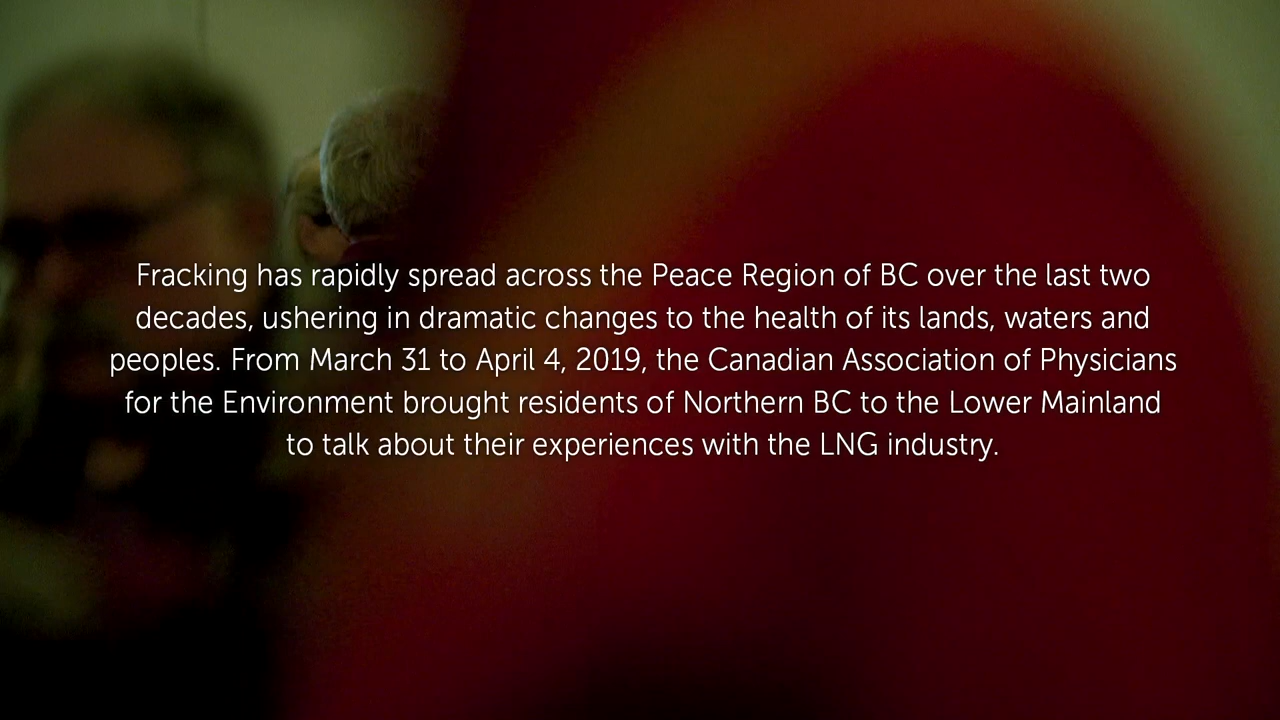 Fracking has rapidly spread across the Peace Region of BC over the last two
decades, ushering in dramatic changes to the health of its lands, waters and
peoples. From March 31 to April 4, 2019, the Canadian Association of Physicians
for the Environment brought residents of Northern BC to the Lower Mainland
to talk about their experiences with the LNG industry.